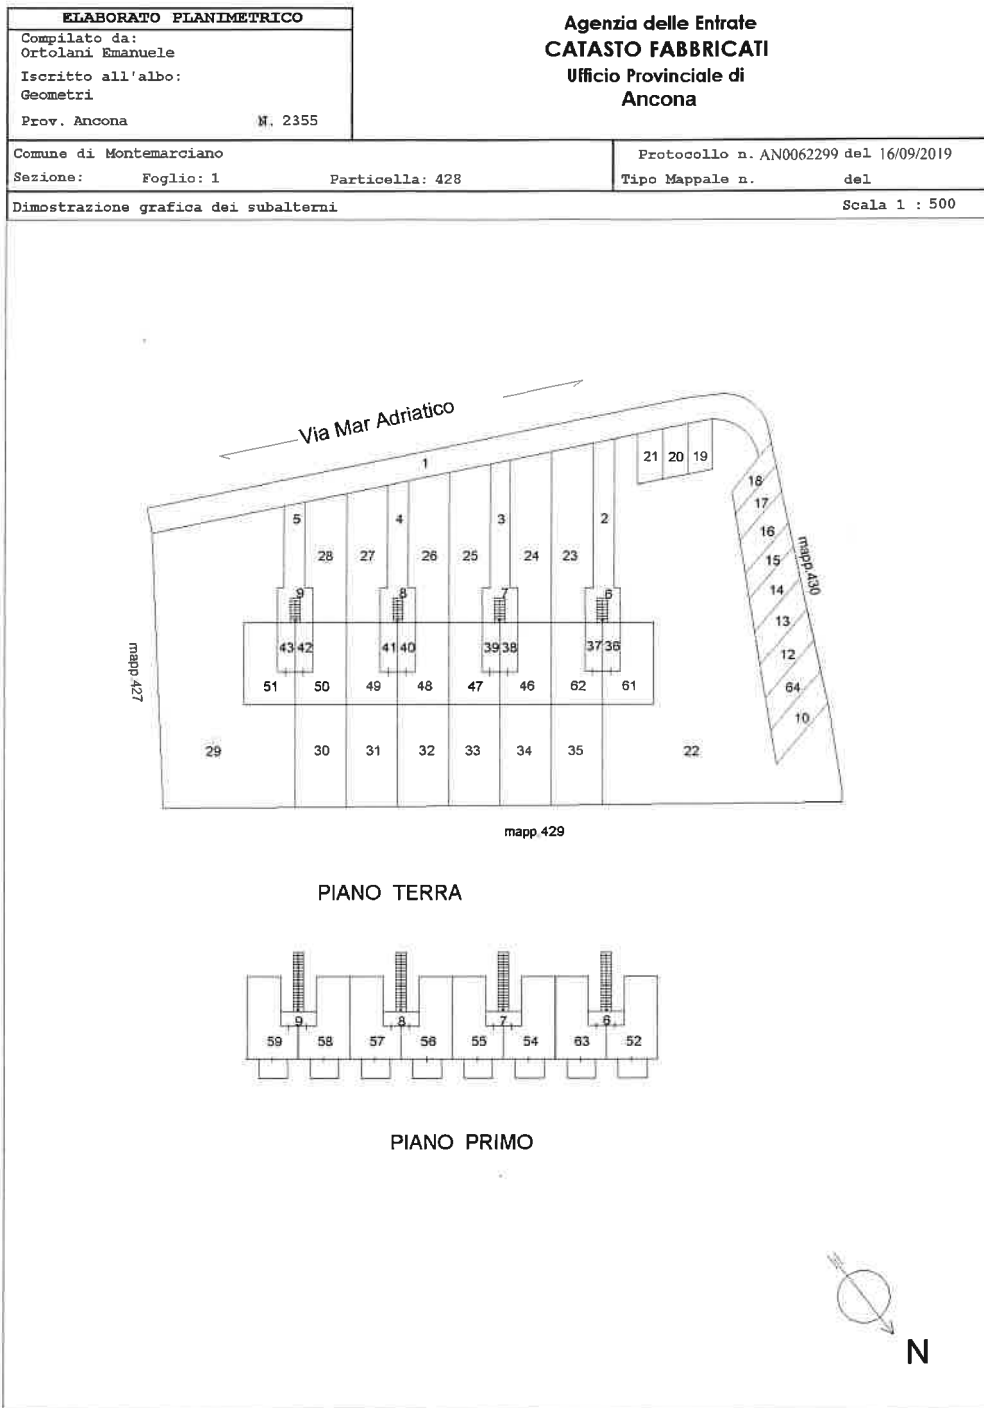 ELABORATO PLANIMETRICO
Compilato da:
Ortolani Emanuele
Iscritto all'albo:
Geometri
Prov. Ancona N. 2355
Agenzia delle Entrate
CATASTO FABBRICATI
Ufficio Provinciale di
Ancona
Comune di Montemarciano
Sezione: Foglio: 1 Particella: 428
Protocollo n. AN0062299 del 16/09/2019
Tipo Mappale n. del
Dimostrazione grafica dei subalterni Scala 1 : 500
Via Mar Adriatico
1
21 20 19
18
17
16
15
14
13
12
64
10
mapp.430
5 4 3 2
28 27 26 25 24 23
9 8 7 6
43 42 41 40 39 38 37 36
51 50 49 48 47 46 62 61
mapp.427
29 30 31 32 33 34 35 22
mapp.429
PIANO TERRA
9 8 7 6
59 58 57 56 55 54 63 52
PIANO PRIMO
N